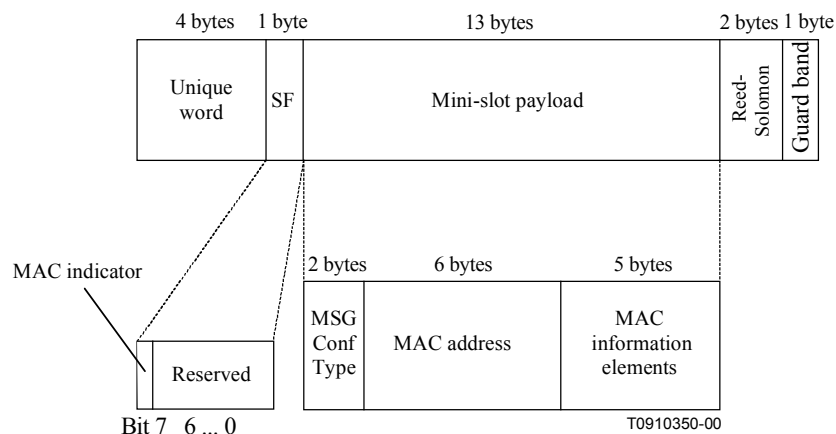 4 bytes 1 byte 13 bytes 2 bytes 1 byte
Unique
word
SF
Mini-slot payload
Reed-
Solomon
Guard band
MAC indicator
2 bytes 6 bytes 5 bytes
MSG
Conf
Type
MAC address
MAC
information
elements
Reserved
Bit 7 6 ... 0
T0910350-00